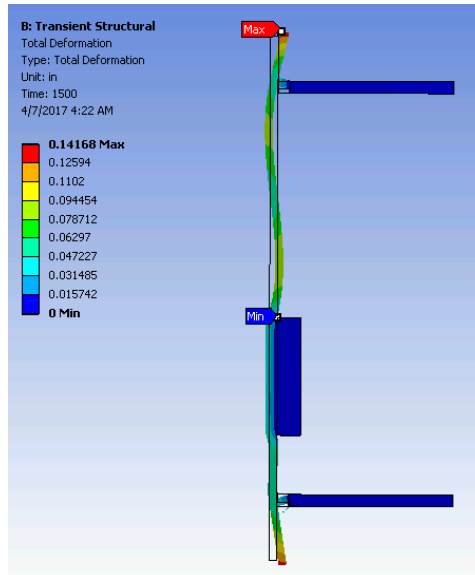 B: Transient Structural
Total Deformation
Type: Total Deformation
Unit: in
Time: 1500
4/7/2017 4:22 AM
0.14168 Max
0.12594
0.1102
0.094454
0.078712
0.06297
0.047227
0.031485
0.015742
0 Min
Max
Min